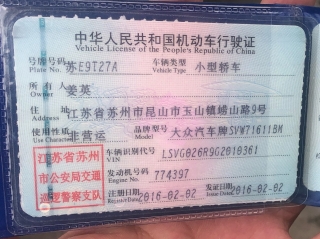 中华人民共和国机动车行驶证
Vehicle License of the People's Republic of China
号牌号码 苏E9T27A 车辆类型 小型轿车
Plate No. Vehicle Type
所有人 姜英
Owner
住址 江苏省苏州市昆山市玉山镇崂山路9号
Address
使用性质 非营运 品牌型号 大众汽车牌SVW71611BM
Use Character Model
江苏省苏州
市公安局交通
巡逻警察支队
车辆识别代号 LSVG026R9G2018361
VIN
发动机号码 774397
Engine No.
注册日期 2016-02-02 发证日期 2016-02-02
Register Date Issue Date